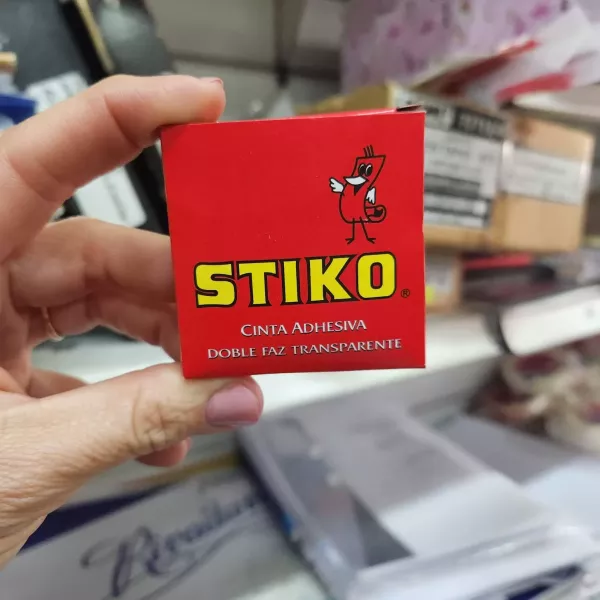 STIKO®
CINTA ADHESIVA
DOBLE FAZ TRANSPARENTE